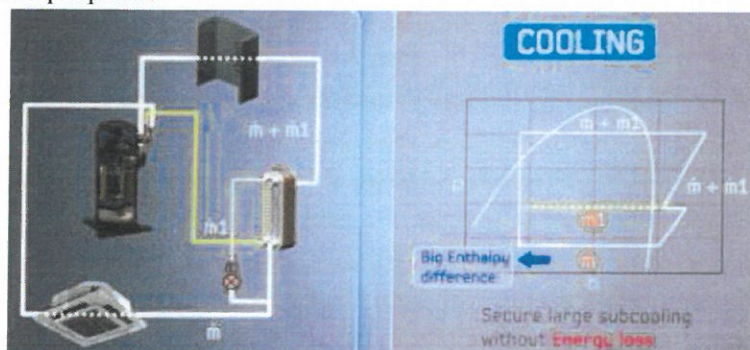 COOLING
ṁ + ṁ1
ṁ1
ṁ
ṁ + ṁ1
ṁ + ṁ1
P
ṁ1
ṁ
h
Big Enthalpy
difference
Secure large subcooling
without Energy loss!